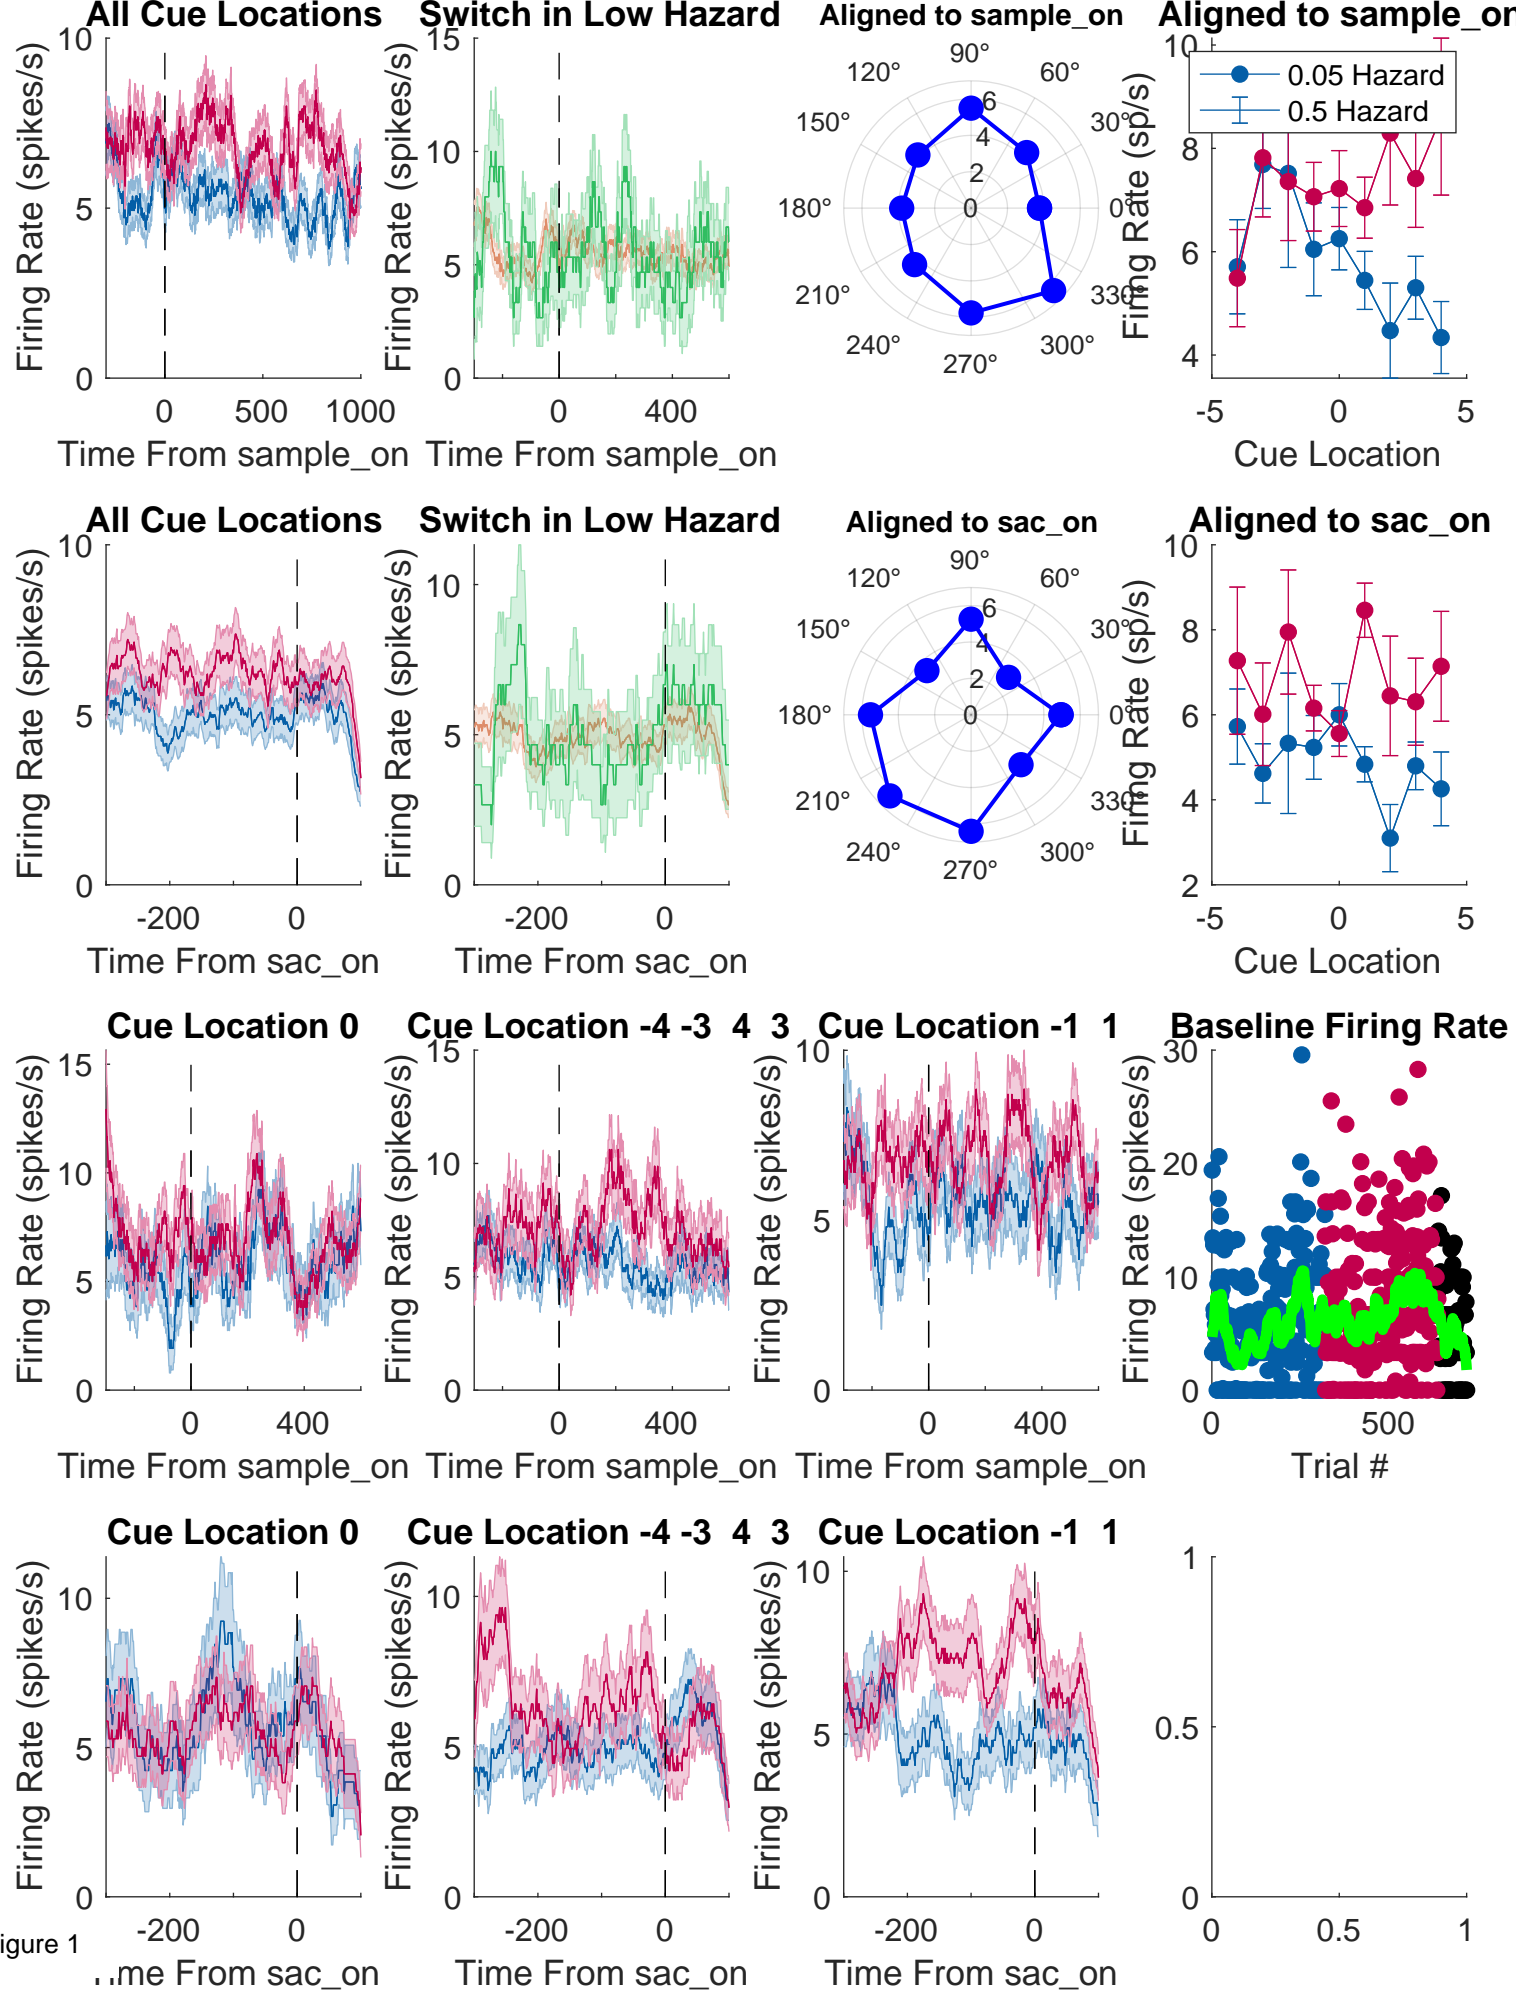 All Cue Locations
Switch in Low Hazard
Aligned to sample_on
Aligned to sample_on
Firing Rate (spikes/s)
10
5
0
0
500
1000
Time From sample_on
Firing Rate (spikes/s)
15
10
5
0
0
400
Time From sample_on
90°
60°
30°
0°
330°
300°
270°
240°
210°
180°
150°
120°
6
4
2
0
Firing Rate (sp/s)
10
8
6
4
-5
0
5
Cue Location
0.05 Hazard
0.5 Hazard
All Cue Locations
Switch in Low Hazard
Aligned to sac_on
Aligned to sac_on
Firing Rate (spikes/s)
10
5
0
-200
0
Time From sac_on
Firing Rate (spikes/s)
10
5
0
-200
0
Time From sac_on
90°
60°
30°
0°
330°
300°
270°
240°
210°
180°
150°
120°
6
4
2
0
Firing Rate (sp/s)
10
8
6
4
2
-5
0
5
Cue Location
Cue Location 0
Cue Location -4 -3  4  3
Cue Location -1  1
Baseline Firing Rate
Firing Rate (spikes/s)
15
10
5
0
0
400
Time From sample_on
Firing Rate (spikes/s)
15
10
5
0
0
400
Time From sample_on
Firing Rate (spikes/s)
10
5
0
0
400
Time From sample_on
Firing Rate (spikes/s)
30
20
10
0
0
500
Trial #
Cue Location 0
Cue Location -4 -3  4  3
Cue Location -1  1
Firing Rate (spikes/s)
10
5
0
-200
0
Time From sac_on
Firing Rate (spikes/s)
10
5
0
-200
0
Time From sac_on
Firing Rate (spikes/s)
10
5
0
-200
0
Time From sac_on
1
0.5
0
0
0.5
1
igure 1